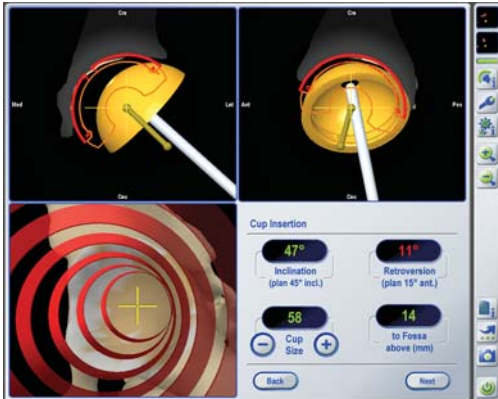 Cra
Cra
Med
Lat
Ant
Pos
Cau
Cau
Cup Insertion
47°
11°
Inclination
(plan 45° incl.)
Retroversion
(plan 15° ant.)
58
14
Cup
Size
to Fossa
above (mm)
Back
Next